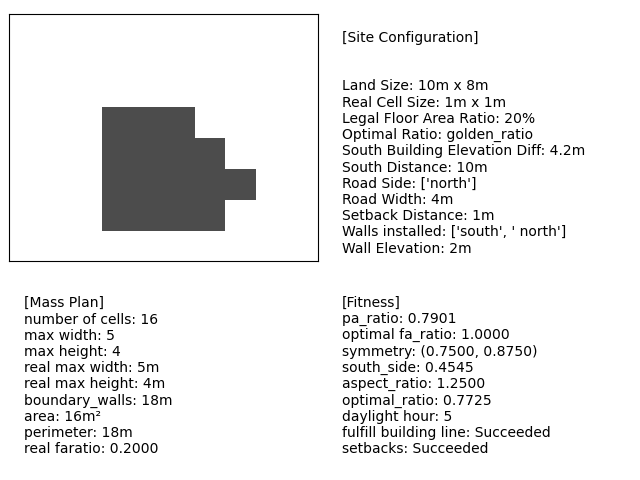 [Site Configuration]
Land Size: 10m x 8m
Real Cell Size: 1m x 1m
Legal Floor Area Ratio: 20%
Optimal Ratio: golden_ratio
South Building Elevation Diff: 4.2m
South Distance: 10m
Road Side: ['north']
Road Width: 4m
Setback Distance: 1m
Walls installed: ['south', ' north']
Wall Elevation: 2m
[Mass Plan]
number of cells: 16
max width: 5
max height: 4
real max width: 5m
real max height: 4m
boundary_walls: 18m
area: 16m²
perimeter: 18m
real faratio: 0.2000
[Fitness]
pa_ratio: 0.7901
optimal fa_ratio: 1.0000
symmetry: (0.7500, 0.8750)
south_side: 0.4545
aspect_ratio: 1.2500
optimal_ratio: 0.7725
daylight hour: 5
fulfill building line: Succeeded
setbacks: Succeeded